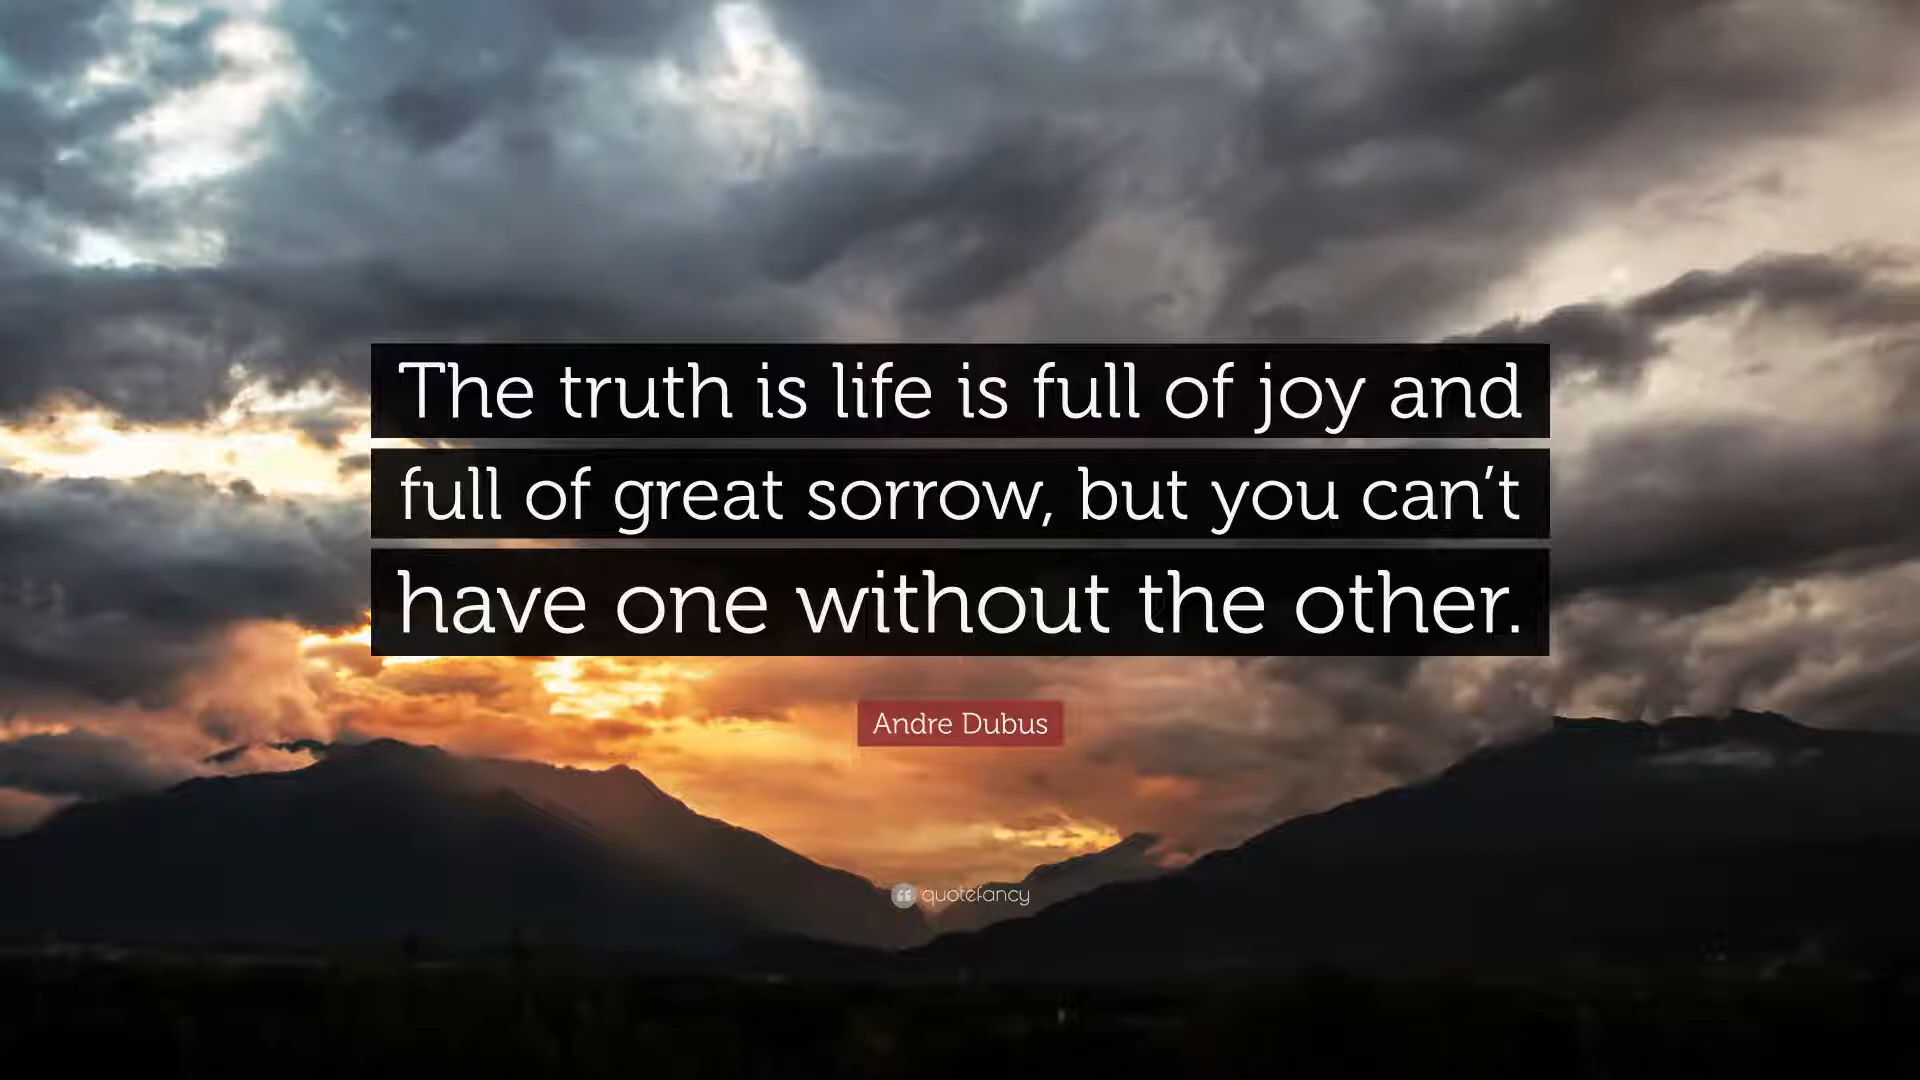 The truth is life is full of joy and
full of great sorrow, but you can’t
have one without the other.
Andre Dubus
quotefancy